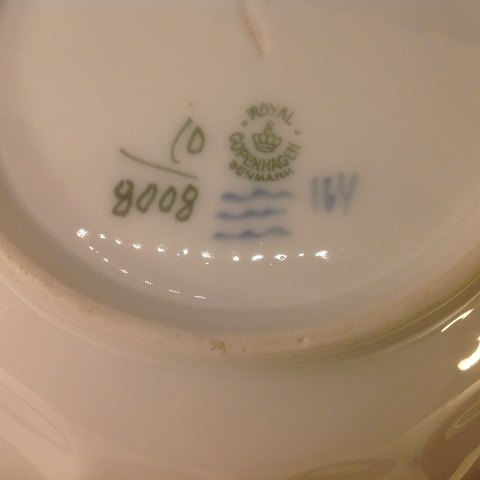 10
8008
ROYAL
COPENHAGEN
DENMARK
164